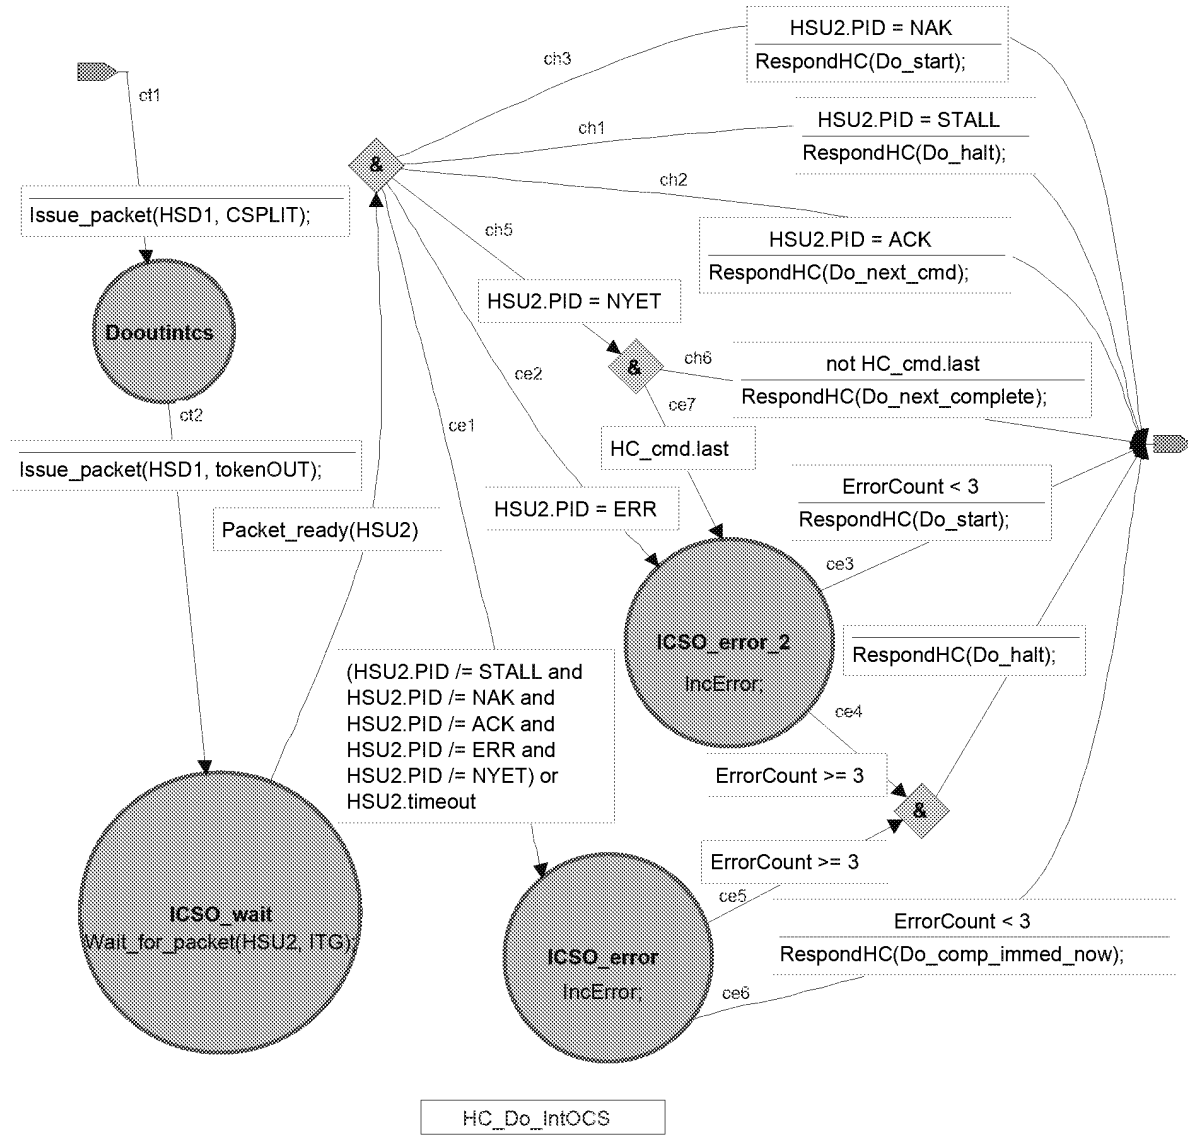 ct1
Issue_packet(HSD1, CSPLIT);
Dooutintcs
ct2
Issue_packet(HSD1, tokenOUT);
Packet_ready(HSU2)
ICSO_wait
Wait_for_packet(HSU2, ITG);
&
ch3
HSU2.PID = NAK
RespondHC(Do_start);
ch1
HSU2.PID = STALL
RespondHC(Do_halt);
ch2
HSU2.PID = ACK
RespondHC(Do_next_cmd);
ch5
HSU2.PID = NYET
&
ch6
not HC_cmd.last
RespondHC(Do_next_complete);
ce7
HC_cmd.last
ce2
HSU2.PID = ERR
ce1
(HSU2.PID /= STALL and
HSU2.PID /= NAK and
HSU2.PID /= ACK and
HSU2.PID /= ERR and
HSU2.PID /= NYET) or
HSU2.timeout
ICSO_error_2
IncError;
ce3
ErrorCount < 3
RespondHC(Do_start);
ce4
ErrorCount >= 3
&
RespondHC(Do_halt);
ICSO_error
IncError;
ce5
ErrorCount >= 3
ce6
ErrorCount < 3
RespondHC(Do_comp_immed_now);
HC_Do_IntOCS